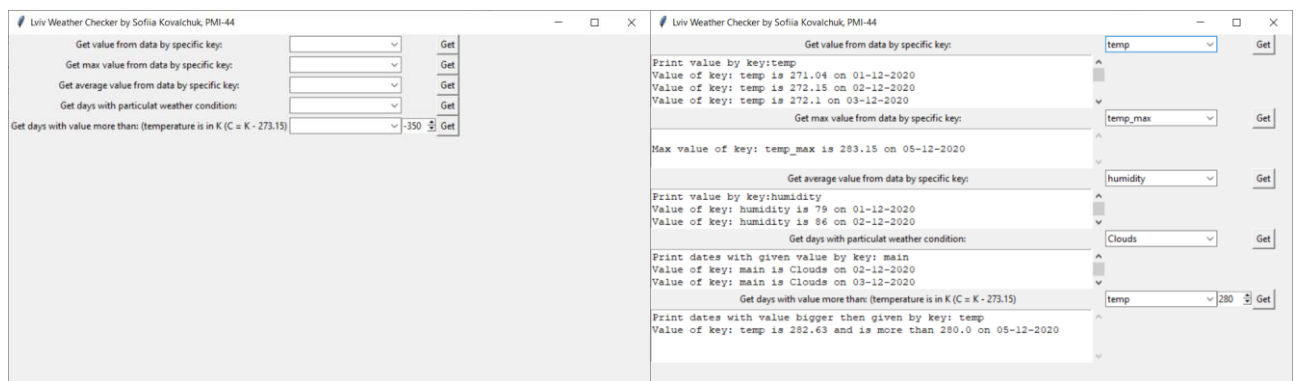 Lviv Weather Checker by Sofiia Kovalchuk, PMI-44
Get value from data by specific key:
Get
Get max value from data by specific key:
Get
Get average value from data by specific key:
Get
Get days with particulat weather condition:
Get
Get days with value more than: (temperature is in K (C = K - 273.15)
-350
Get
Lviv Weather Checker by Sofiia Kovalchuk, PMI-44
Get value from data by specific key:
temp
Get
Print value by key:temp
Value of key: temp is 271.04 on 01-12-2020
Value of key: temp is 272.15 on 02-12-2020
Value of key: temp is 272.1 on 03-12-2020
Get max value from data by specific key:
temp_max
Get
Max value of key: temp_max is 283.15 on 05-12-2020
Get average value from data by specific key:
humidity
Get
Print value by key:humidity
Value of key: humidity is 79 on 01-12-2020
Value of key: humidity is 86 on 02-12-2020
Get days with particulat weather condition:
Clouds
Get
Print dates with given value by key: main
Value of key: main is Clouds on 02-12-2020
Value of key: main is Clouds on 03-12-2020
Get days with value more than: (temperature is in K (C = K - 273.15)
temp
280
Get
Print dates with value bigger then given by key: temp
Value of key: temp is 282.63 and is more than 280.0 on 05-12-2020